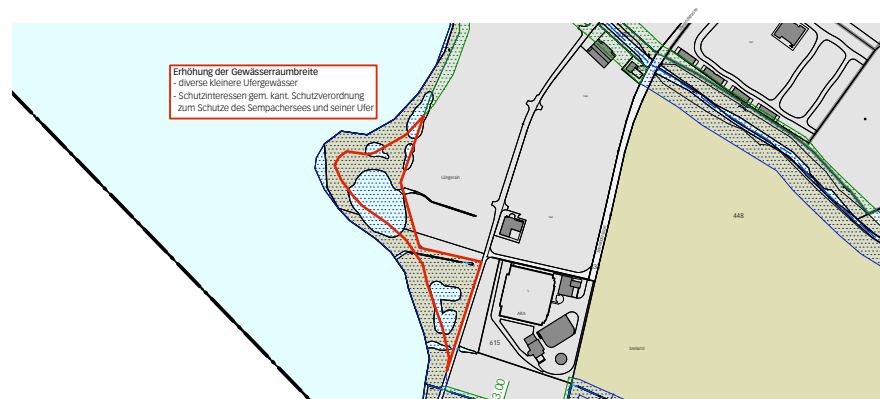 Erhöhung der Gewässerraumbreite
- diverse kleinere Ufergewässer
- Schutzinteressen gem. kant. Schutzverordnung
zum Schutze des Sempachersees und seiner Ufer
448
ARA
615
3.00